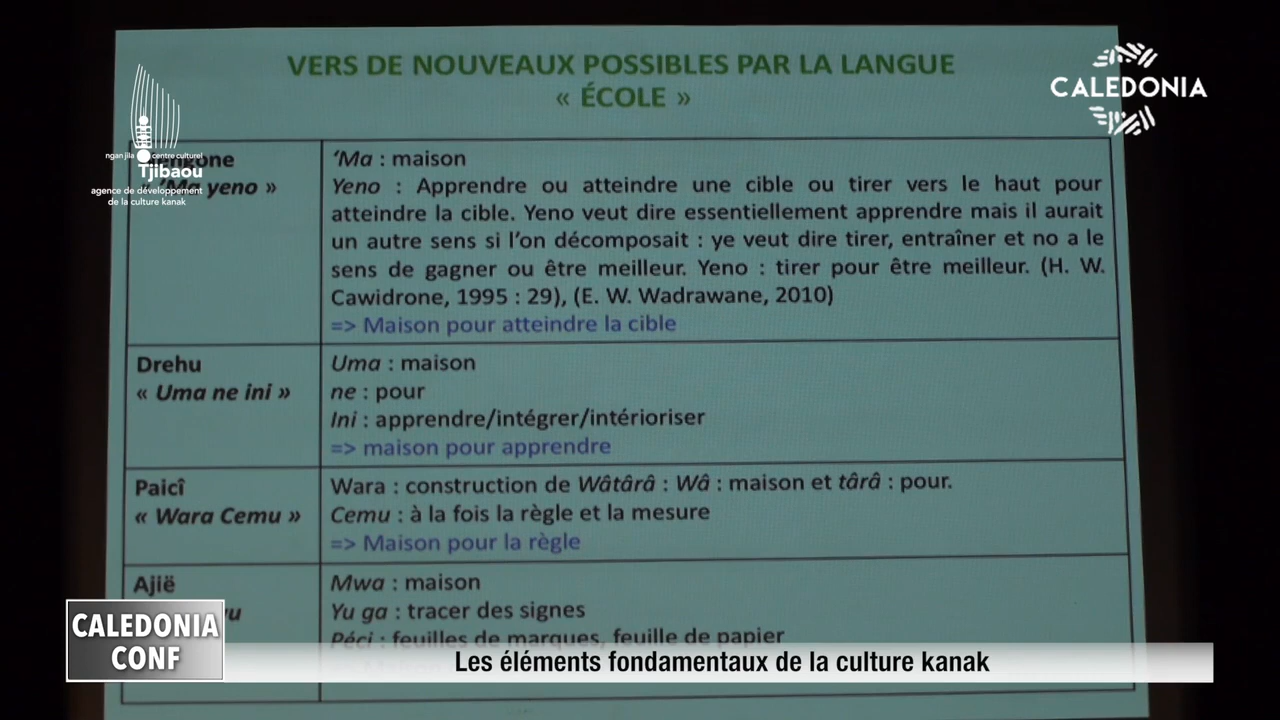 VERS DE NOUVEAUX POSSIBLES PAR LA LANGUE
« ÉCOLE »
CALEDONIA
ngan jila centre culturel
Tjibaou
agence de développement
de la culture kanak
yeno »
‘Ma : maison
Yeno : Apprendre ou atteindre une cible ou tirer vers le haut pour
atteindre la cible. Yeno veut dire essentiellement apprendre mais il aurait
un autre sens si l’on décomposait : ye veut dire tirer, entraîner et no a le
sens de gagner ou être meilleur. Yeno : tirer pour être meilleur. (H. W.
Cawidrone, 1995 : 29), (E. W. Wadrawane, 2010)
=> Maison pour atteindre la cible
Drehu
« Uma ne ini »
Uma : maison
ne : pour
Ini : apprendre/intégrer/intérioriser
=> maison pour apprendre
Paicî
« Wara Cemu »
Wara : construction de Wâtârâ : Wâ : maison et târâ : pour.
Cemu : à la fois la règle et la mesure
=> Maison pour la règle
Ajië
Mwa : maison
Yu ga : tracer des signes
Péci : feuilles de marques, feuille de papier
CALEDONIA
CONF
Les éléments fondamentaux de la culture kanak